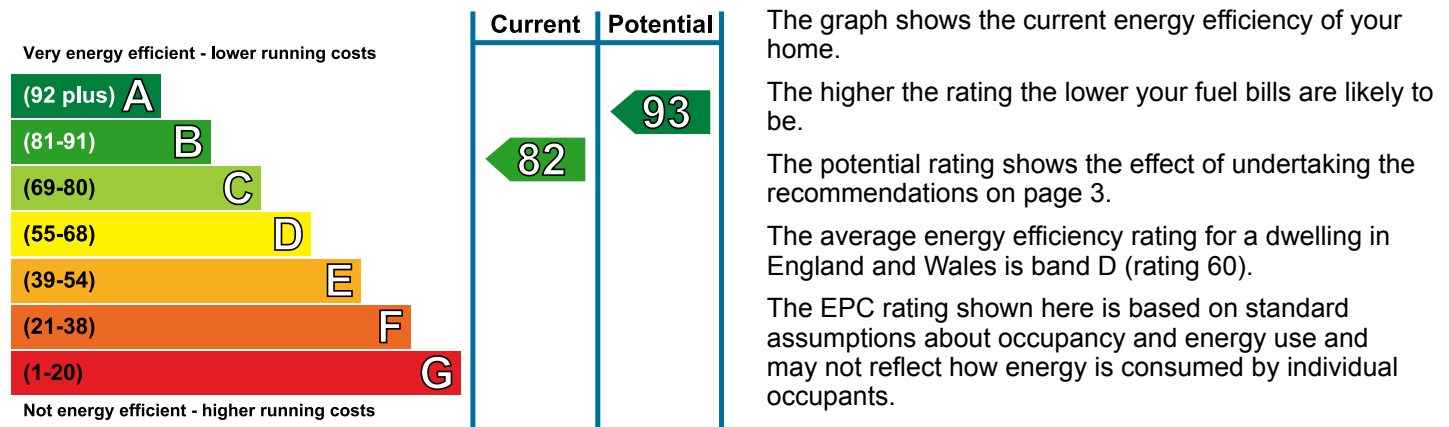 Current Potential
Very energy efficient - lower running costs
(92 plus) A
(81-91) B
(69-80) C
(55-68) D
(39-54) E
(21-38) F
(1-20) G
Not energy efficient - higher running costs
82
93
The graph shows the current energy efficiency of your
home.
The higher the rating the lower your fuel bills are likely to
be.
The potential rating shows the effect of undertaking the
recommendations on page 3.
The average energy efficiency rating for a dwelling in
England and Wales is band D (rating 60).
The EPC rating shown here is based on standard
assumptions about occupancy and energy use and
may not reflect how energy is consumed by individual
occupants.